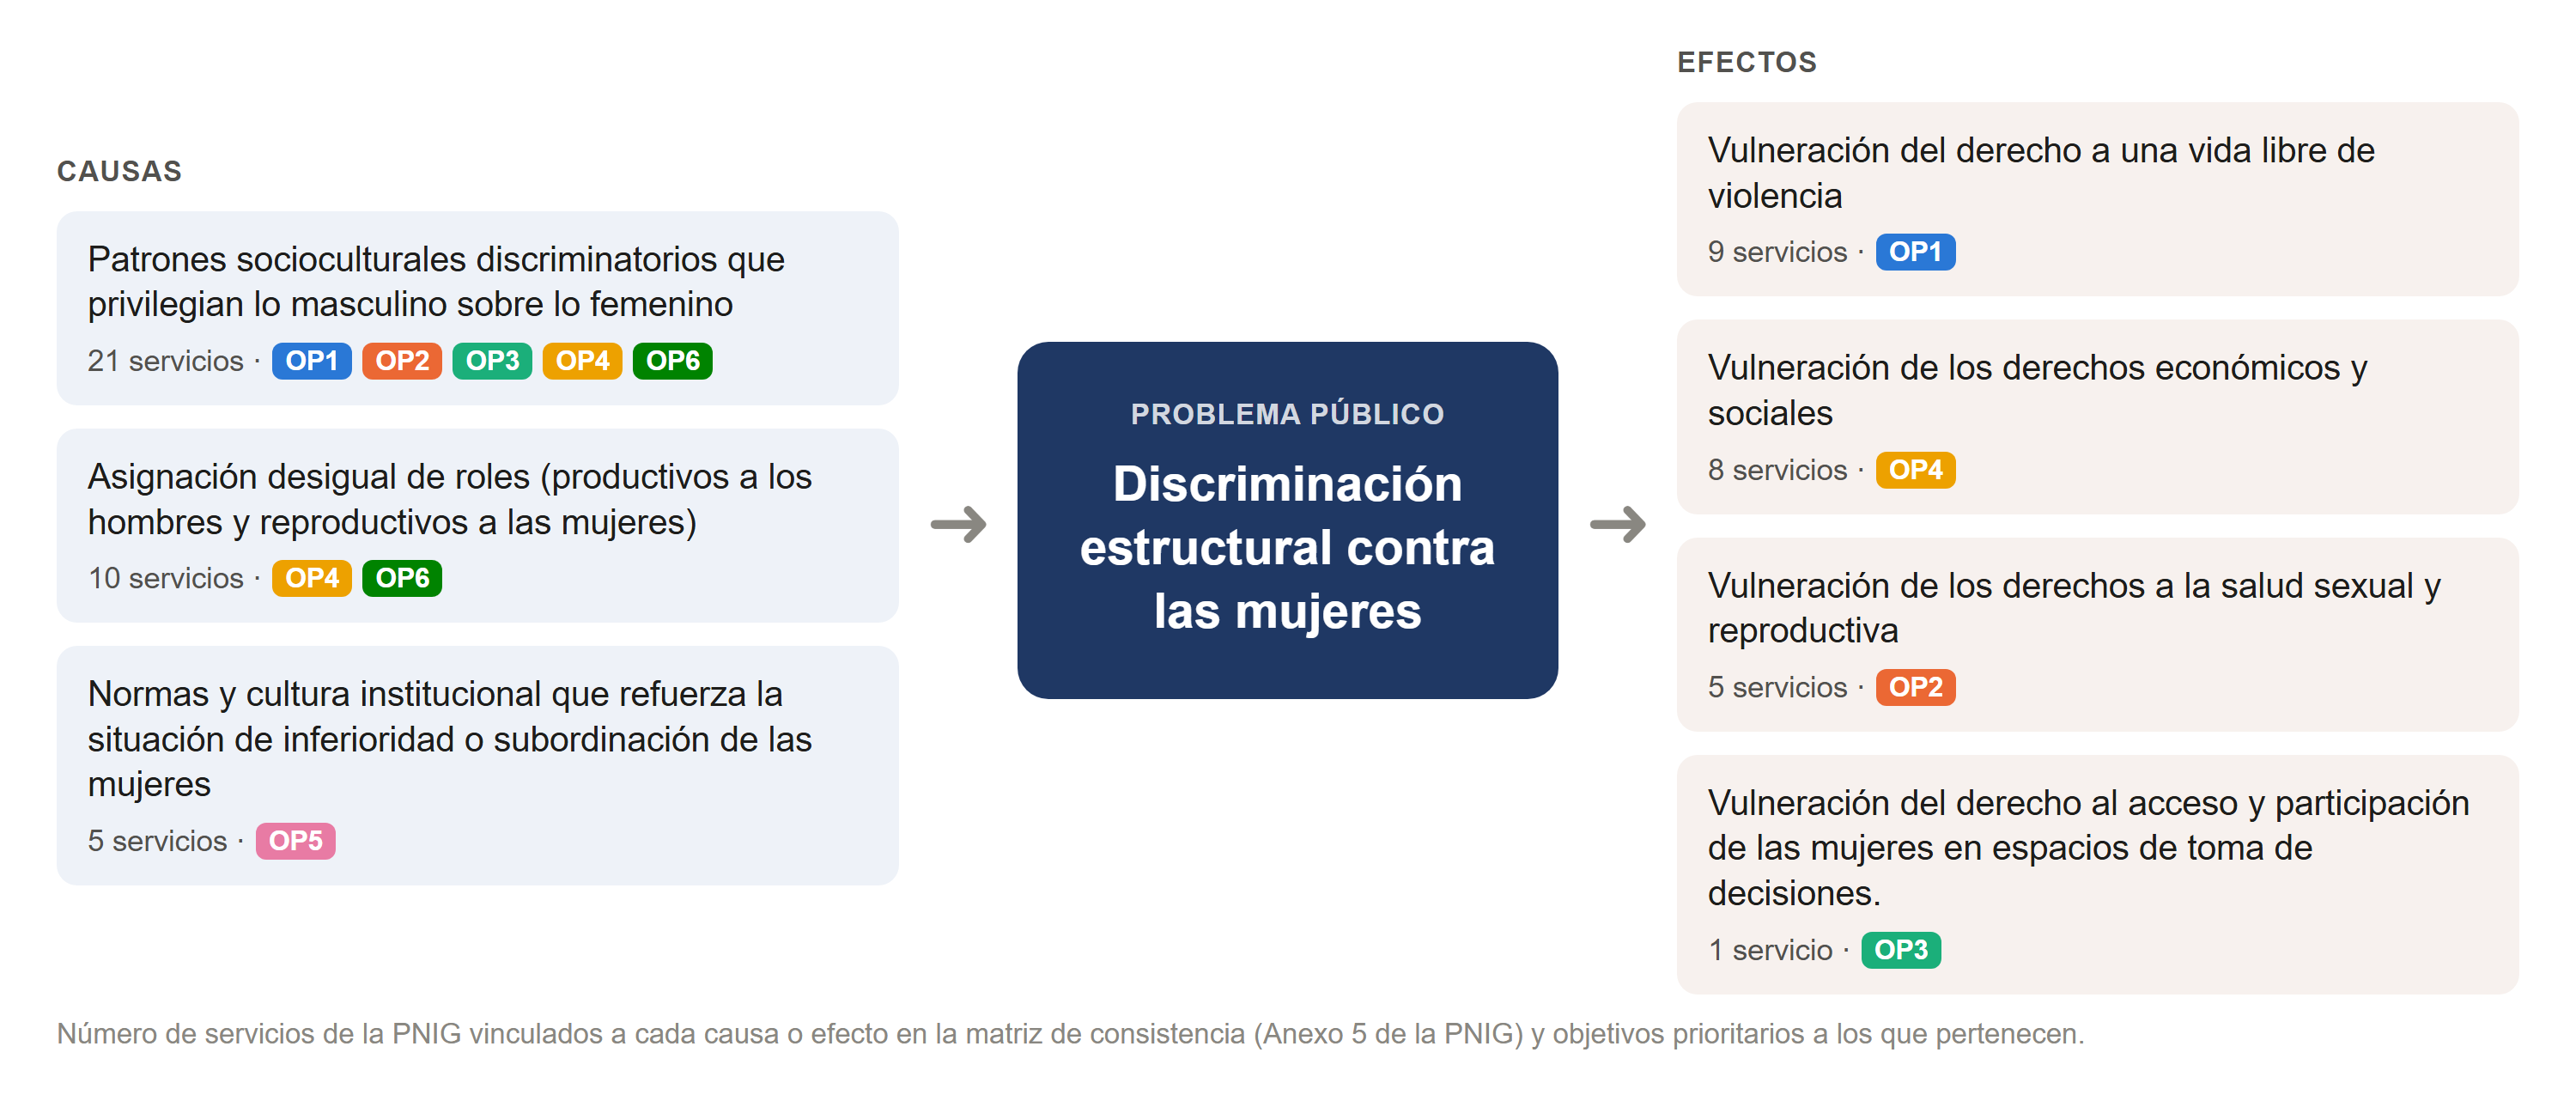 CAUSAS
Patrones socioculturales discriminatorios que
privilegian lo masculino sobre lo femenino
21 servicios · OP1 OP2 OP3 OP4 OP6
Asignación desigual de roles (productivos a los
hombres y reproductivos a las mujeres)
10 servicios · OP4 OP6
Normas y cultura institucional que refuerza la
situación de inferioridad o subordinación de las
mujeres
5 servicios · OP5
→
PROBLEMA PÚBLICO
Discriminación
estructural contra
las mujeres
→
EFECTOS
Vulneración del derecho a una vida libre de
violencia
9 servicios · OP1
Vulneración de los derechos económicos y
sociales
8 servicios · OP4
Vulneración de los derechos a la salud sexual y
reproductiva
5 servicios · OP2
Vulneración del derecho al acceso y participación
de las mujeres en espacios de toma de
decisiones.
1 servicio · OP3
Número de servicios de la PNIG vinculados a cada causa o efecto en la matriz de consistencia (Anexo 5 de la PNIG) y objetivos prioritarios a los que pertenecen.